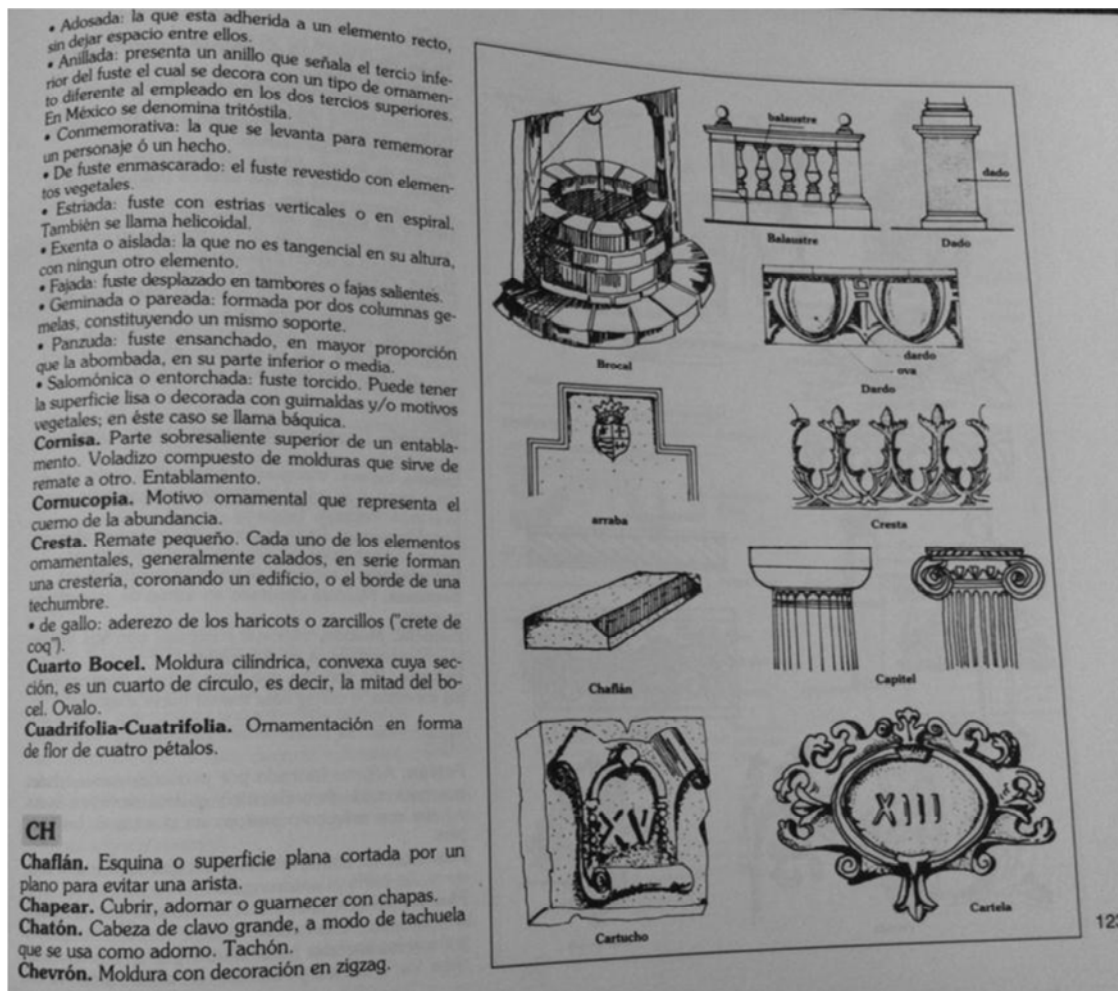 • Adosada: la que esta adherida a un elemento recto,
sin dejar espacio entre ellos.
• Anillada: presenta un anillo que señala el tercio infe-
rior del fuste el cual se decora con un tipo de ornamen-
to diferente al empleado en los dos tercios superiores.
En México se denomina tritóstila.
• Conmemorativa: la que se levanta para rememorar
un personaje ó un hecho.
• De fuste enmascarado: el fuste revestido con elemen-
tos vegetales.
• Estriada: fuste con estrias verticales o en espiral.
También se llama helicoidal.
• Exenta o aislada: la que no es tangencial en su altura,
con ningun otro elemento.
• Fajada: fuste desplazado en tambores o fajas salientes.
• Geminada o pareada: formada por dos columnas ge-
melas, constituyendo un mismo soporte.
• Panzuda: fuste ensanchado, en mayor proporción
que la abombada, en su parte inferior o media.
• Salomónica o entorchada: fuste torcido. Puede tener
la superficie lisa o decorada con guirnaldas y/o motivos
vegetales; en éste caso se llama báquica.
Cornisa. Parte sobresaliente superior de un entabla-
mento. Voladizo compuesto de molduras que sirve de
remate a otro. Entablamento.
Cornucopia. Motivo ornamental que representa el
cuerno de la abundancia.
Cresta. Remate pequeño. Cada uno de los elementos
ornamentales, generalmente calados, en serie forman
una crestería, coronando un edificio, o el borde de una
techumbre.
• de gallo: aderezo de los haricots o zarcillos ("crete de
coq").
Cuarto Bocel. Moldura cilíndrica, convexa cuya sec-
ción, es un cuarto de círculo, es decir, la mitad del bo-
cel. Ovalo.
Cuadrifolia-Cuatrifolia. Ornamentación en forma
de flor de cuatro pétalos.
CH
Chaflán. Esquina o superficie plana cortada por un
plano para evitar una arista.
Chapear. Cubrir, adornar o guarnecer con chapas.
Chatón. Cabeza de clavo grande, a modo de tachuela
que se usa como adorno. Tachón.
Chevrón. Moldura con decoración en zigzag.
balaustre
dado
Balaustre
Dado
Brocal
dardo
ova
Dardo
arraba
Cresta
Chaflán
Capitel
XV
XIII
Cartucho
Cartela
123